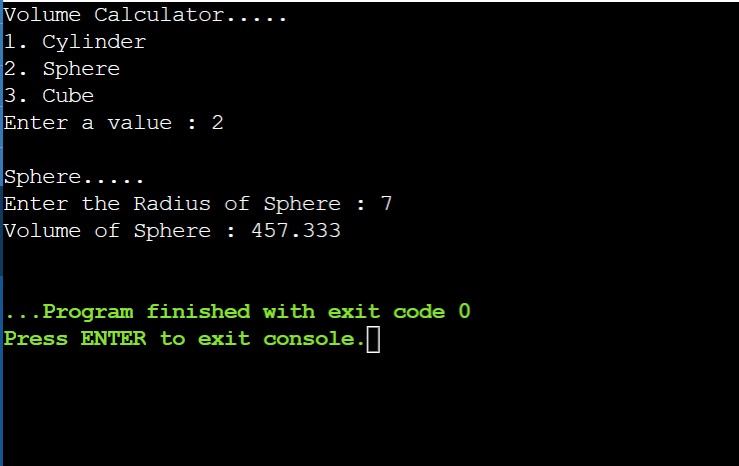 Volume Calculator.....
1. Cylinder
2. Sphere
3. Cube
Enter a value : 2
Sphere.....
Enter the Radius of Sphere : 7
Volume of Sphere : 457.333
...Program finished with exit code 0
Press ENTER to exit console.